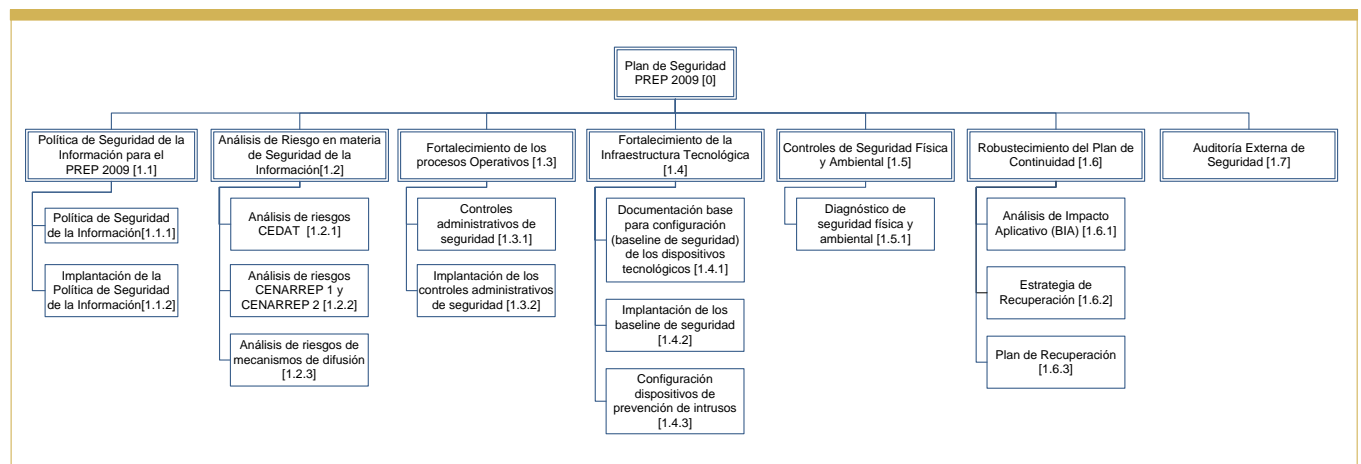 Plan de Seguridad
PREP 2009 [0]
Política de Seguridad de la
Información para el
PREP 2009 [1.1]
Política de Seguridad
de la Información[1.1.1]
Implantación de la
Política de Seguridad
de la Información[1.1.2]
Análisis de Riesgo en materia
de Seguridad de la
Información[1.2]
Análisis de riesgos
CEDAT [1.2.1]
Análisis de riesgos
CENARREP 1 y
CENARREP 2 [1.2.2]
Análisis de riesgos de
mecanismos de difusión
[1.2.3]
Fortalecimiento de los
procesos Operativos [1.3]
Controles
administrativos de
seguridad [1.3.1]
Implantación de los
controles administrativos
de seguridad [1.3.2]
Fortalecimiento de la
Infraestructura Tecnológica
[1.4]
Documentación base
para configuración
(baseline de seguridad)
de los dispositivos
tecnológicos [1.4.1]
Implantación de los
baseline de seguridad
[1.4.2]
Configuración
dispositivos de
prevención de intrusos
[1.4.3]
Controles de Seguridad Física
y Ambiental [1.5]
Diagnóstico de
seguridad física y
ambiental [1.5.1]
Robustecimiento del Plan de
Continuidad [1.6]
Análisis de Impacto
Aplicativo (BIA) [1.6.1]
Estrategia de
Recuperación [1.6.2]
Plan de Recuperación
[1.6.3]
Auditoría Externa de
Seguridad [1.7]